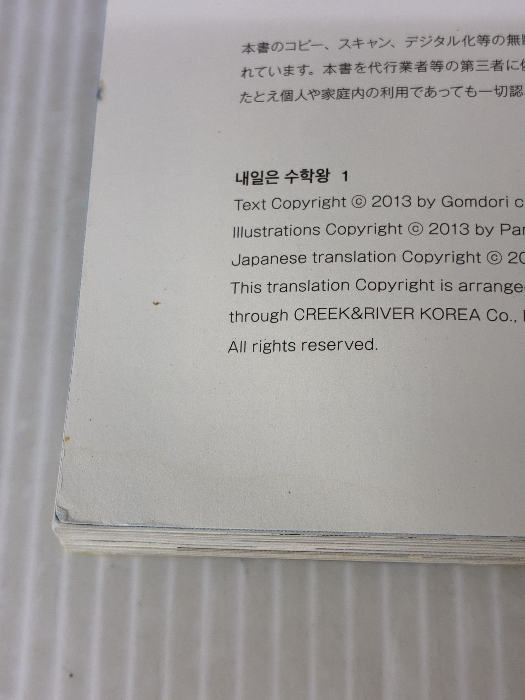 本書のコピー、スキャン、デジタル化等の無
れています。本書を代行業者等の第三者に
たとえ個人や家庭内の利用であっても一切認
내일은 수학왕 1
Text Copyright ⓒ 2013 by Gomdori c
Illustrations Copyright ⓒ 2013 by Par
Japanese translation Copyright ⓒ 20
This translation Copyright is arrange
through CREEK&RIVER KOREA Co.,
All rights reserved.